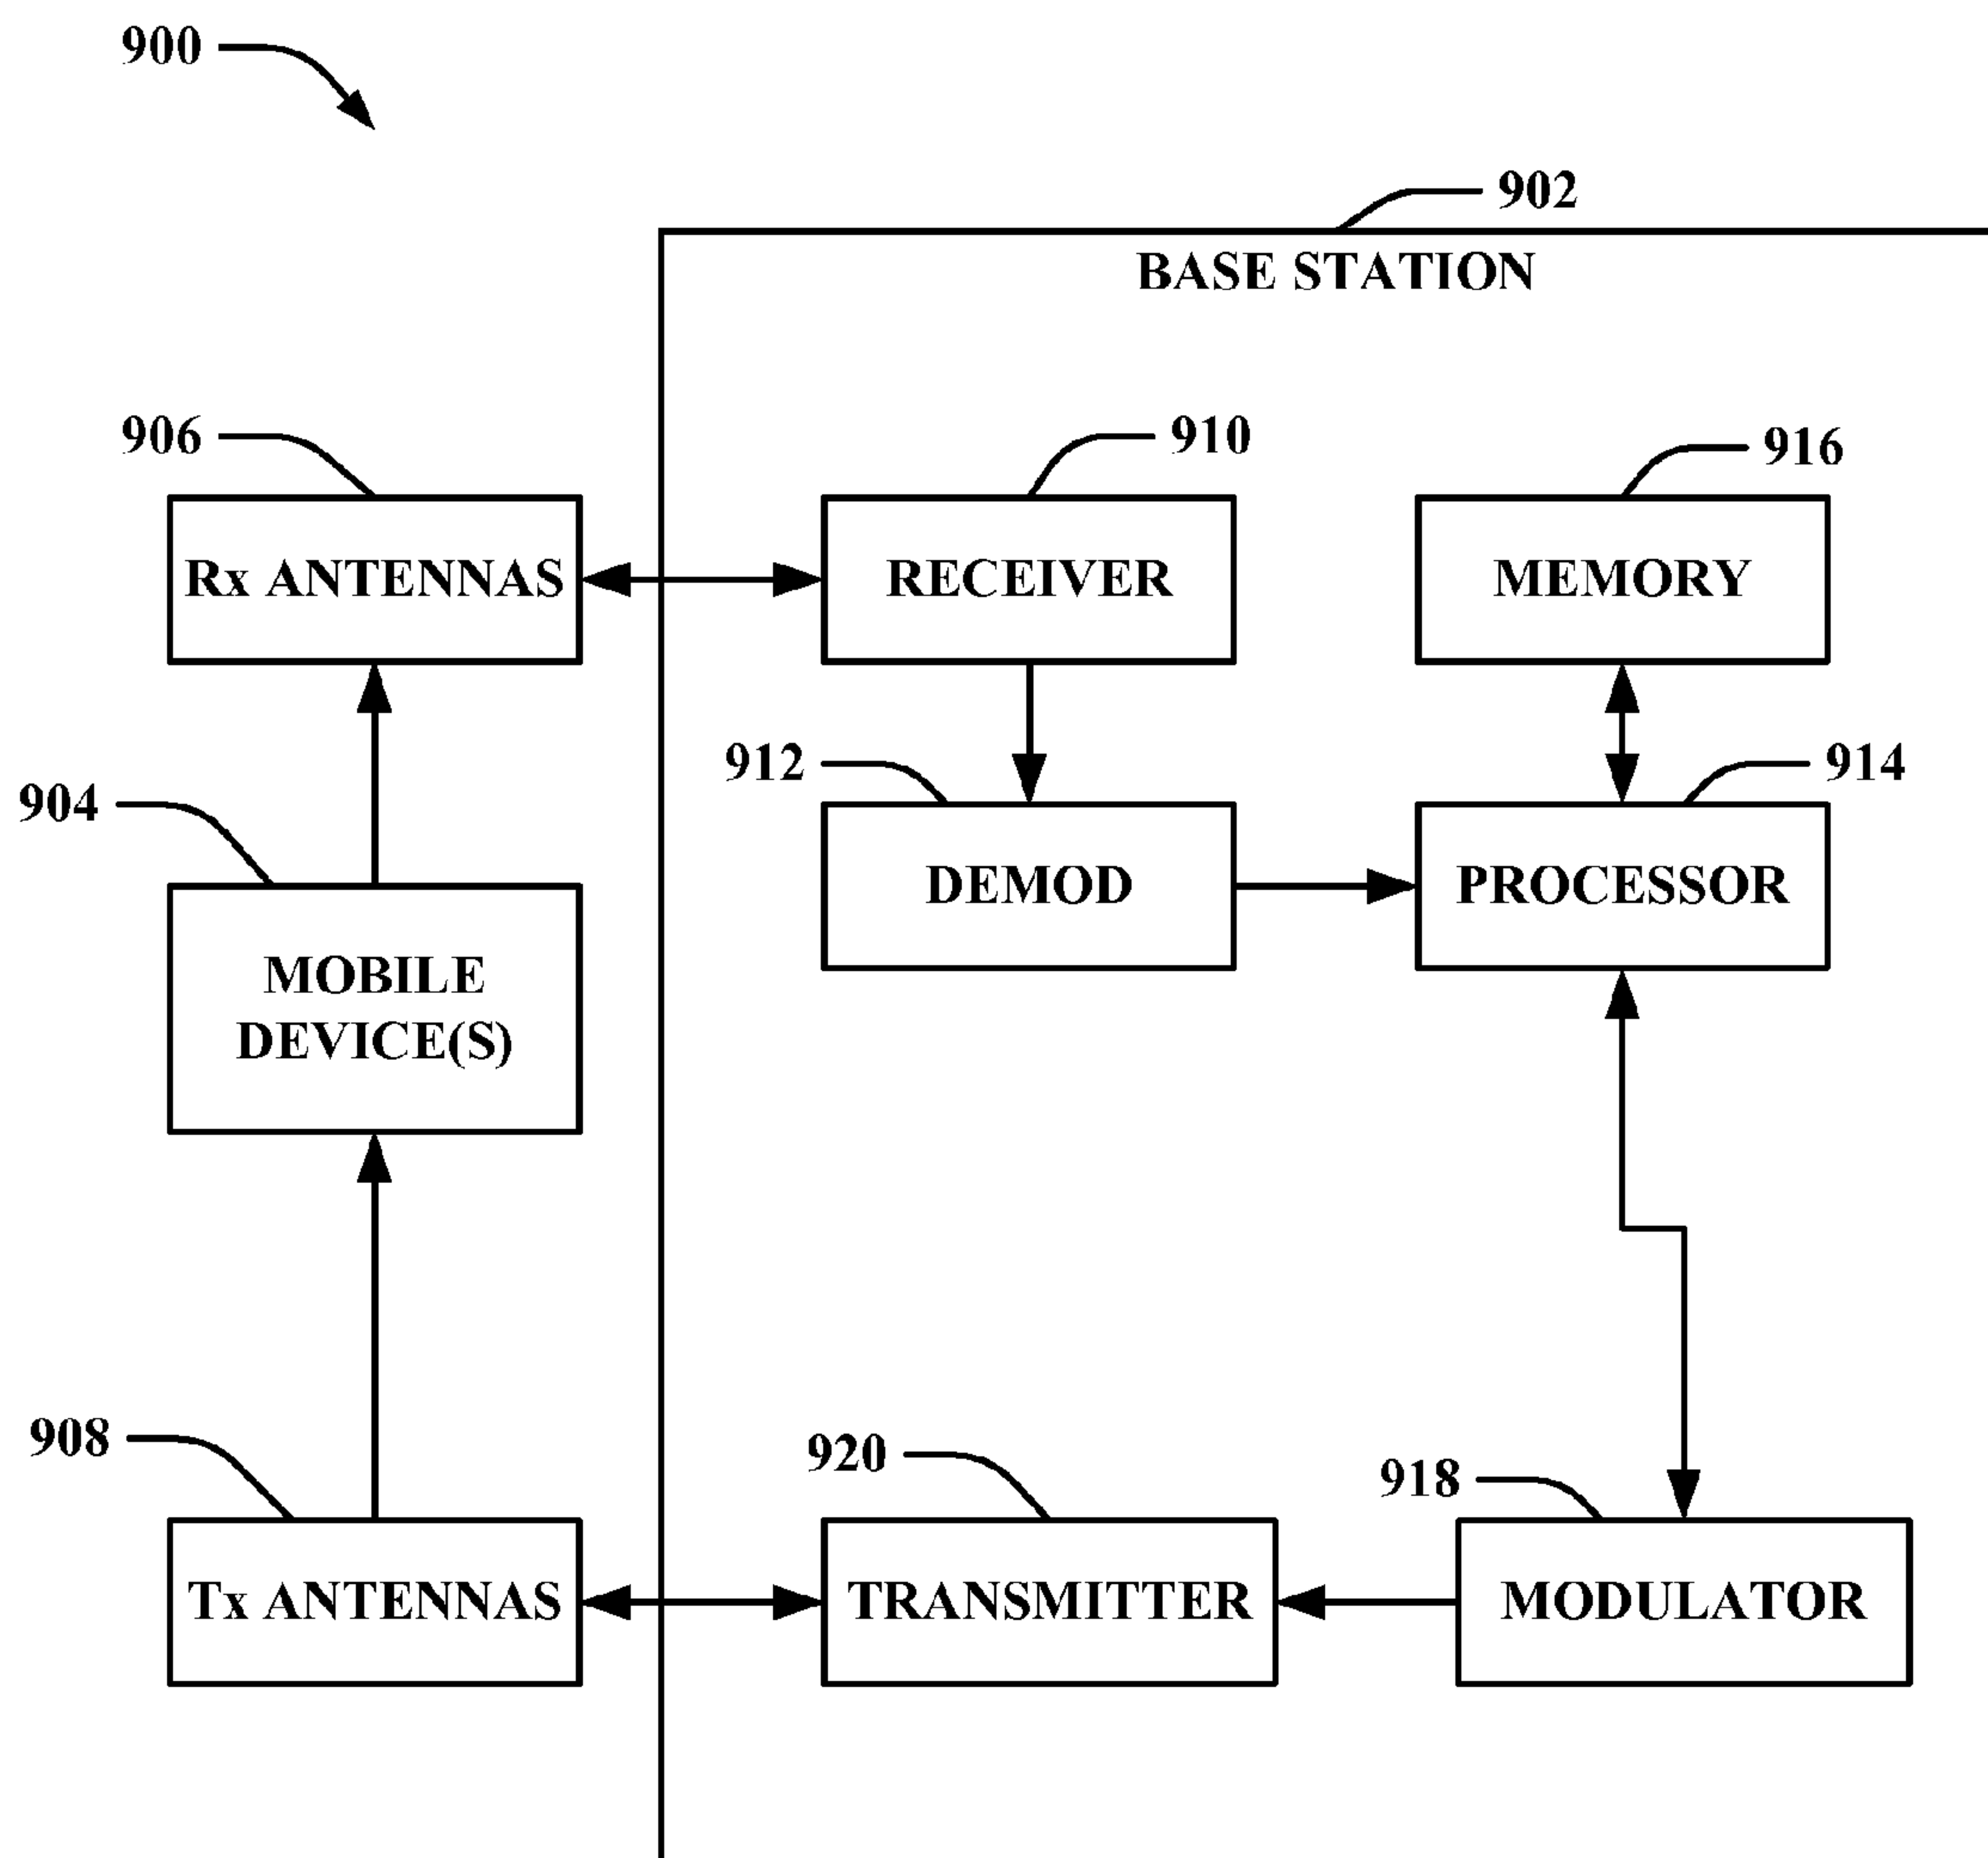 900
902
BASE STATION
906
910
916
Rx ANTENNAS
RECEIVER
MEMORY
912
914
904
DEMOD
PROCESSOR
MOBILE
DEVICE(S)
908
920
918
Tx ANTENNAS
TRANSMITTER
MODULATOR